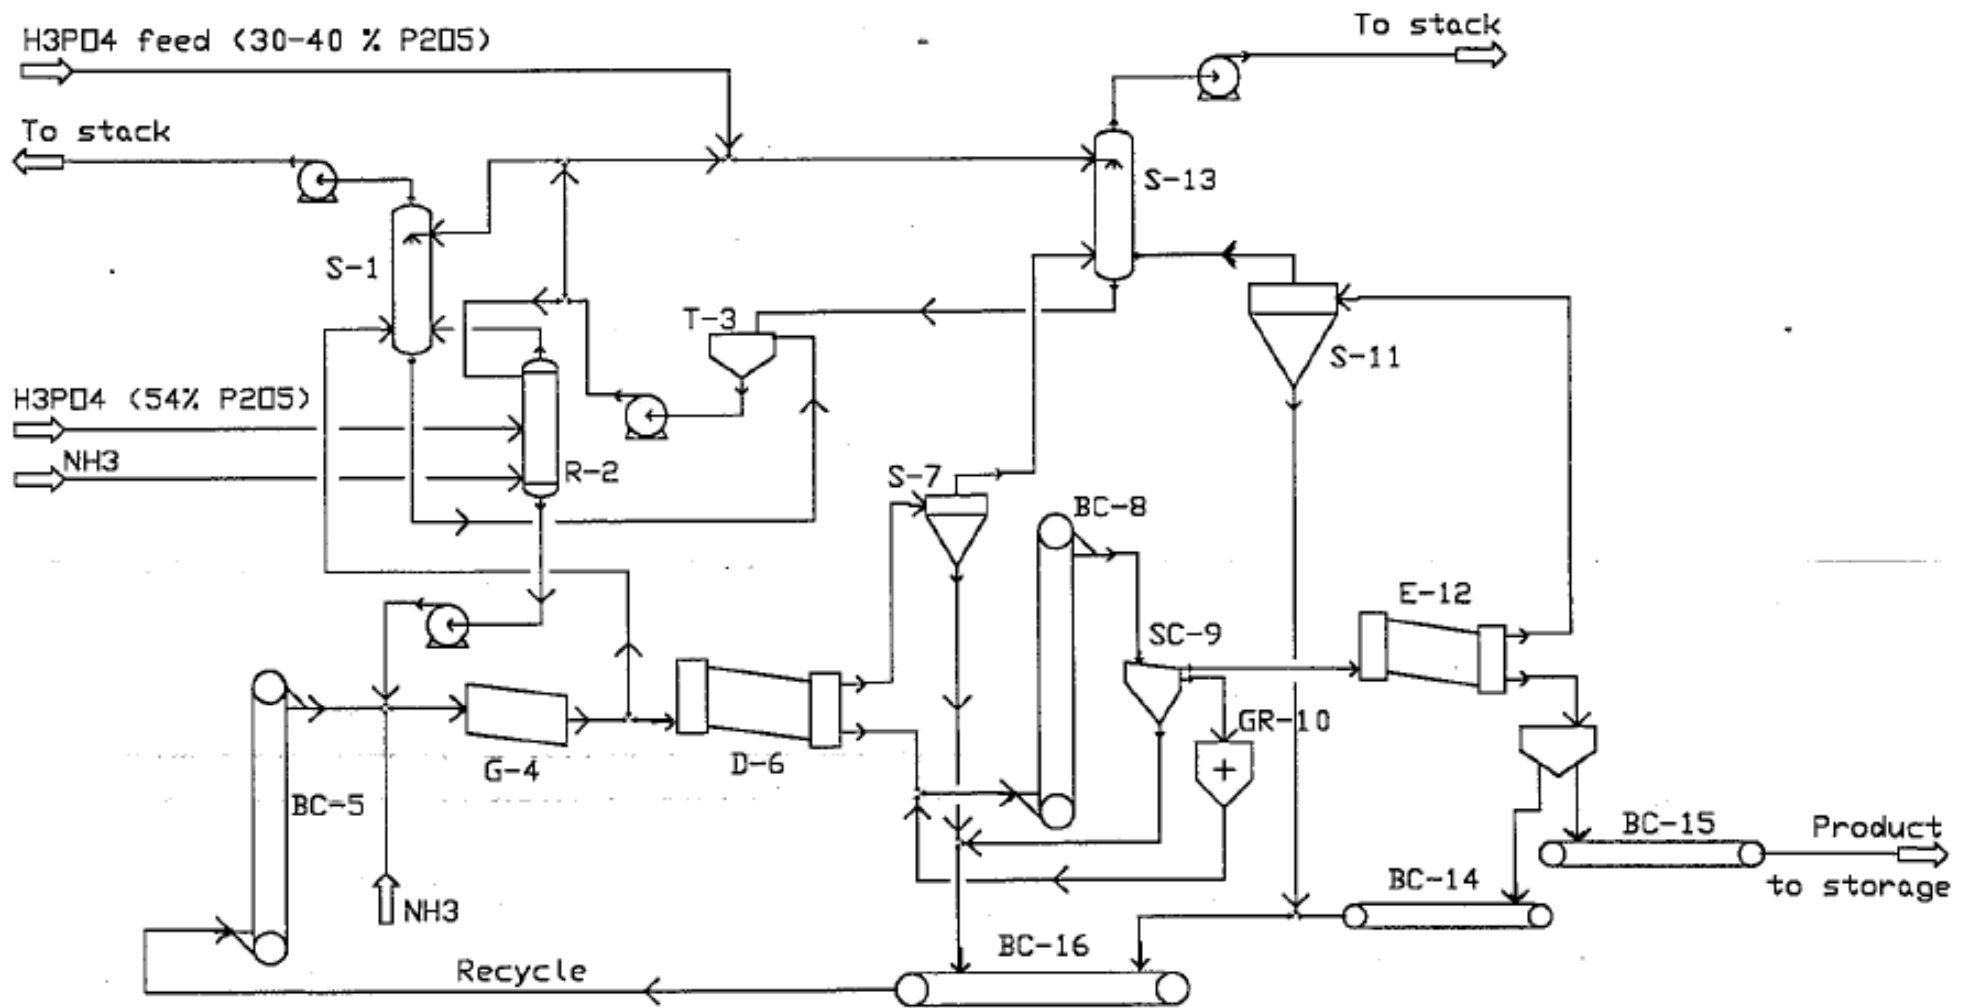 To stack
H3PO4 feed (30-40 % P2O5)
To stack
S-13
S-1
T-3
S-11
H3PO4 (54% P2O5)
NH3
R-2
S-7
BC-8
E-12
SC-9
GR-10
G-4
D-6
BC-5
BC-15
Product
to storage
BC-14
NH3
BC-16
Recycle